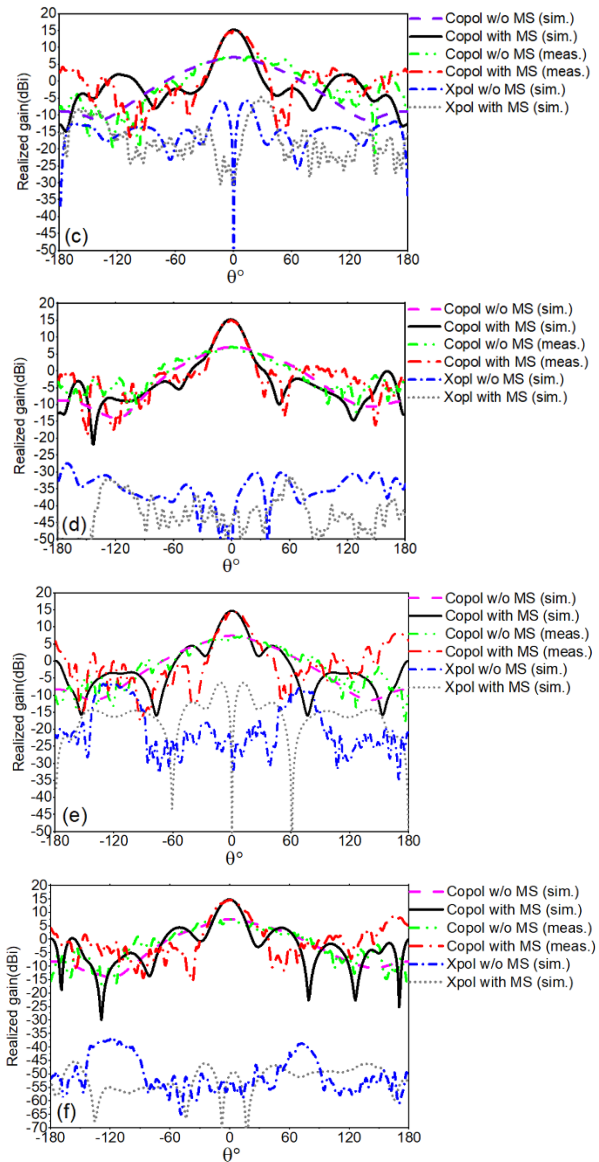 Realized gain(dBi)
20
15
10
5
0
-5
-10
-15
-20
-25
-30
-35
-40
-45
-50
(c)
-180 -120 -60 0 60 120 180
θ°
Copol w/o MS (sim.)
Copol with MS (sim.)
Copol w/o MS (meas.)
Copol with MS (meas.)
Xpol w/o MS (sim.)
Xpol with MS (sim.)
Realized gain(dBi)
20
15
10
5
0
-5
-10
-15
-20
-25
-30
-35
-40
-45
-50
(d)
-180 -120 -60 0 60 120 180
θ°
Copol w/o MS (sim.)
Copol with MS (sim.)
Copol w/o MS (meas.)
Copol with MS (meas.)
Xopl w/o MS (sim.)
Xopl with MS (sim.)
Realized gain(dBi)
20
15
10
5
0
-5
-10
-15
-20
-25
-30
-35
-40
-45
-50
(e)
-180 -120 -60 0 60 120 180
θ°
Copol w/o MS (sim.)
Copol with MS (sim.)
Copol w/o MS (meas.)
Copol with MS (meas.)
Xpol w/o MS (sim.)
Xpol with MS (sim.)
Realized gain(dBi)
20
15
10
5
0
-5
-10
-15
-20
-25
-30
-35
-40
-45
-50
-55
-60
-65
-70
(f)
-180 -120 -60 0 60 120 180
θ°
Copol w/o MS (sim.)
Copol with MS (sim.)
Copol w/o MS (meas.)
Copol with MS (meas.)
Xpol w/o MS (sim.)
Xpol with MS (sim.)